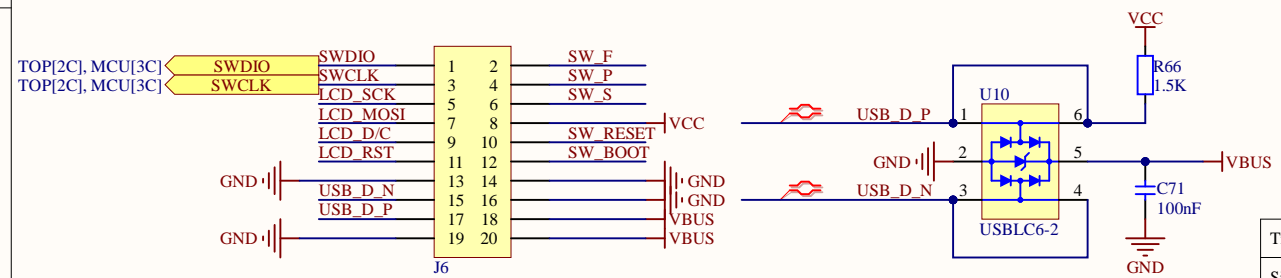 VCC
TOP[2C], MCU[3C] SWDIO SWDIO 1 2 SW_F R66
TOP[2C], MCU[3C] SWCLK SWCLK 3 4 SW_P 1.5K
LCD_SCK 5 6 SW_S U10
LCD_MOSI 7 8 VCC USB_D_P 1 6
LCD_D/C 9 10 SW_RESET
LCD_RST 11 12 SW_BOOT GND 2 5 VBUS
GND 13 14 GND
USB_D_N 15 16 GND USB_D_N 3 4 C71
USB_D_P 17 18 VBUS 100nF
GND 19 20 VBUS USBLC6-2
J6 GND
T